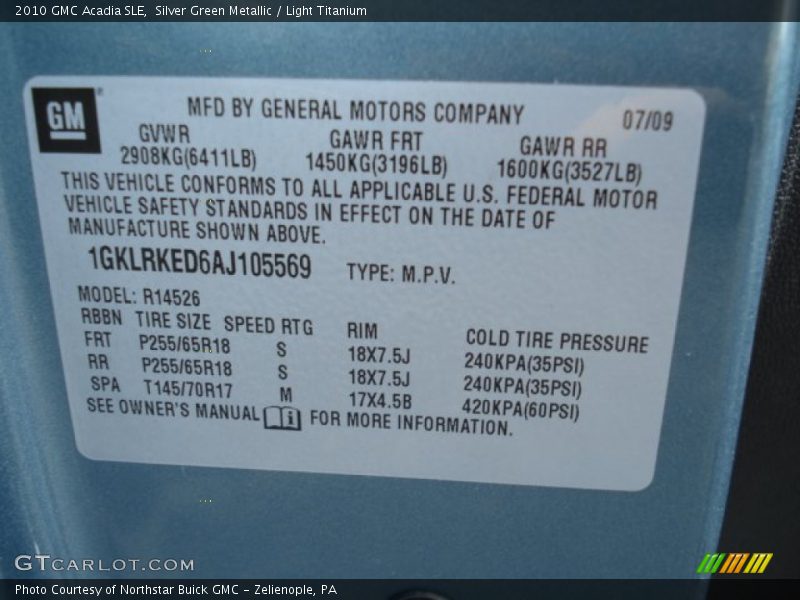 2010 GMC Acadia SLE,  Silver Green Metallic / Light Titanium
GM
MFD BY GENERAL MOTORS COMPANY 07/09
GVWR GAWR FRT GAWR RR
2908KG(6411LB) 1450KG(3196LB) 1600KG(3527LB)
THIS VEHICLE CONFORMS TO ALL APPLICABLE U.S. FEDERAL MOTOR
VEHICLE SAFETY STANDARDS IN EFFECT ON THE DATE OF
MANUFACTURE SHOWN ABOVE.
1GKLRKED6AJ105569 TYPE: M.P.V.
MODEL: R14526
RBBN TIRE SIZE SPEED RTG RIM COLD TIRE PRESSURE
FRT P255/65R18 S 18X7.5J 240KPA(35PSI)
RR P255/65R18 S 18X7.5J 240KPA(35PSI)
SPA T145/70R17 M 17X4.5B 420KPA(60PSI)
SEE OWNER'S MANUAL FOR MORE INFORMATION.
GTCARLOT.COM
Photo Courtesy of Northstar Buick GMC - Zelienople, PA